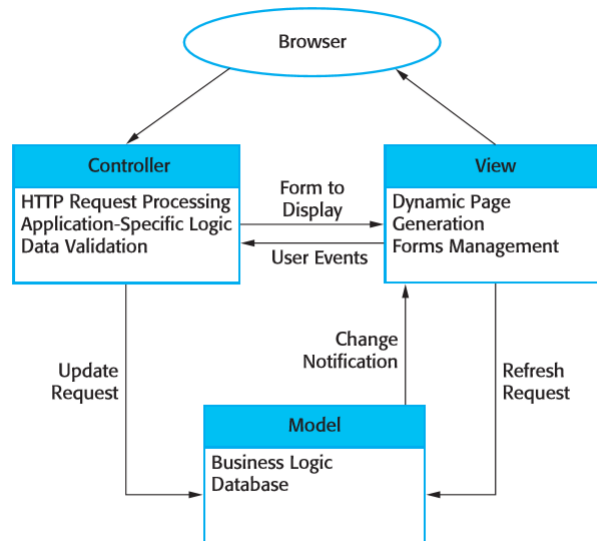 Browser
Controller
HTTP Request Processing
Application-Specific Logic
Data Validation
Form to
Display
User Events
View
Dynamic Page
Generation
Forms Management
Update
Request
Change
Notification
Refresh
Request
Model
Business Logic
Database